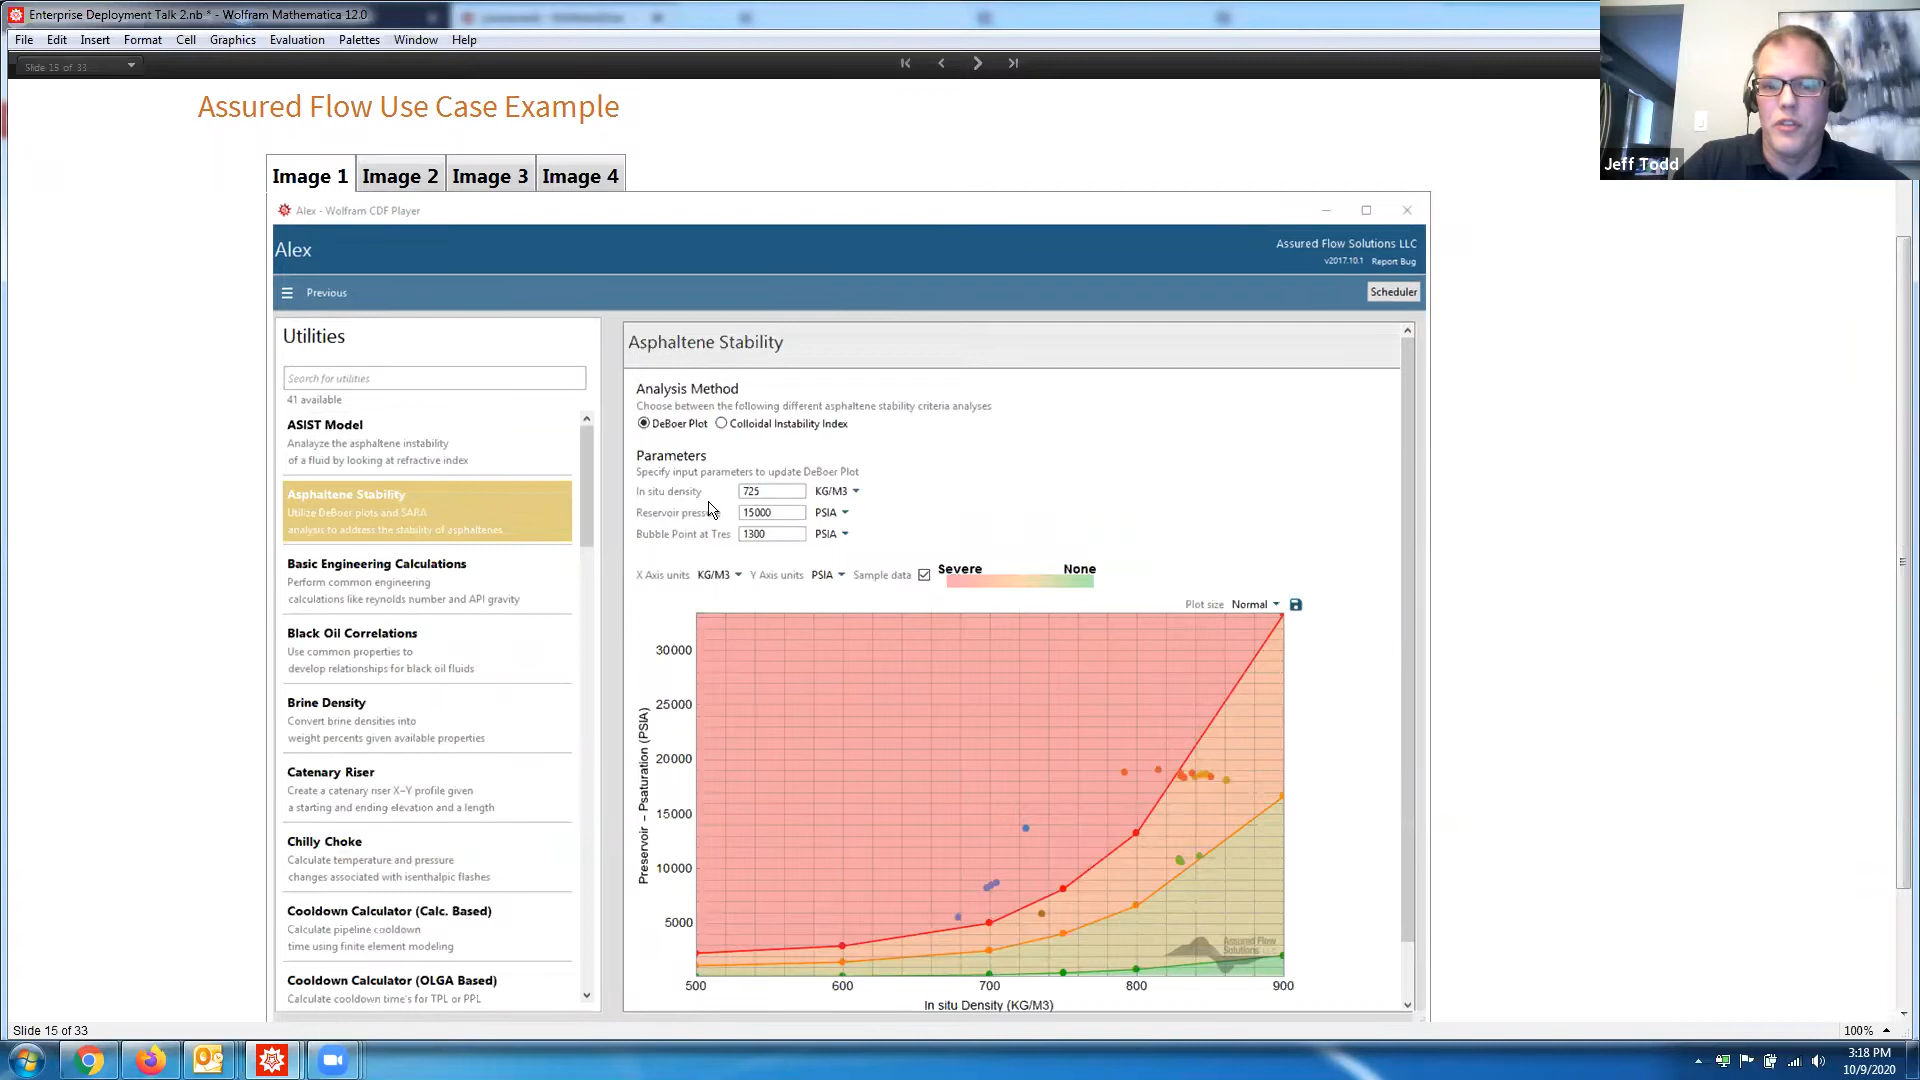 Enterprise Deployment Talk 2.nb * - Wolfram Mathematica 12.0
File Edit Insert Format Cell Graphics Evaluation Palettes Window Help
Slide 15 of 33
Jeff Todd
Assured Flow Use Case Example
Image 1 Image 2 Image 3 Image 4
Alex - Wolfram CDF Player
Alex
Assured Flow Solutions LLC
v2017.10.1 Report Bug
Previous
Scheduler
Utilities
Search for utilities
41 available
ASIST Model
Analayze the asphaltene instability
of a fluid by looking at refractive index
Asphaltene Stability
Utilize DeBoer plots and SARA
analysis to address the stability of asphaltenes
Basic Engineering Calculations
Perform common engineering
calculations like reynolds number and API gravity
Black Oil Correlations
Use common properties to
develop relationships for black oil fluids
Brine Density
Convert brine densities into
weight percents given available properties
Catenary Riser
Create a catenary riser X-Y profile given
a starting and ending elevation and a length
Chilly Choke
Calculate temperature and pressure
changes associated with isenthalpic flashes
Cooldown Calculator (Calc. Based)
Calculate pipeline cooldown
time using finite element modeling
Cooldown Calculator (OLGA Based)
Calculate cooldown time's for TPL or PPL
Asphaltene Stability
Analysis Method
Choose between the following different asphaltene stability criteria analyses
DeBoer Plot Colloidal Instability Index
Parameters
Specify input parameters to update DeBoer Plot
In situ density 725 KG/M3
Reservoir 15000 PSIA
Bubble Point at Tres 1300 PSIA
X Axis units KG/M3 Y Axis units PSIA Sample data
Severe None
Plot size Normal
Preservoir - Psaturation (PSIA)
30000
25000
20000
15000
10000
5000
Assured Flow
Solutions
500 600 700 800 900
In situ Density (KG/M3)
Slide 15 of 33
100%
3:18 PM
10/9/2020